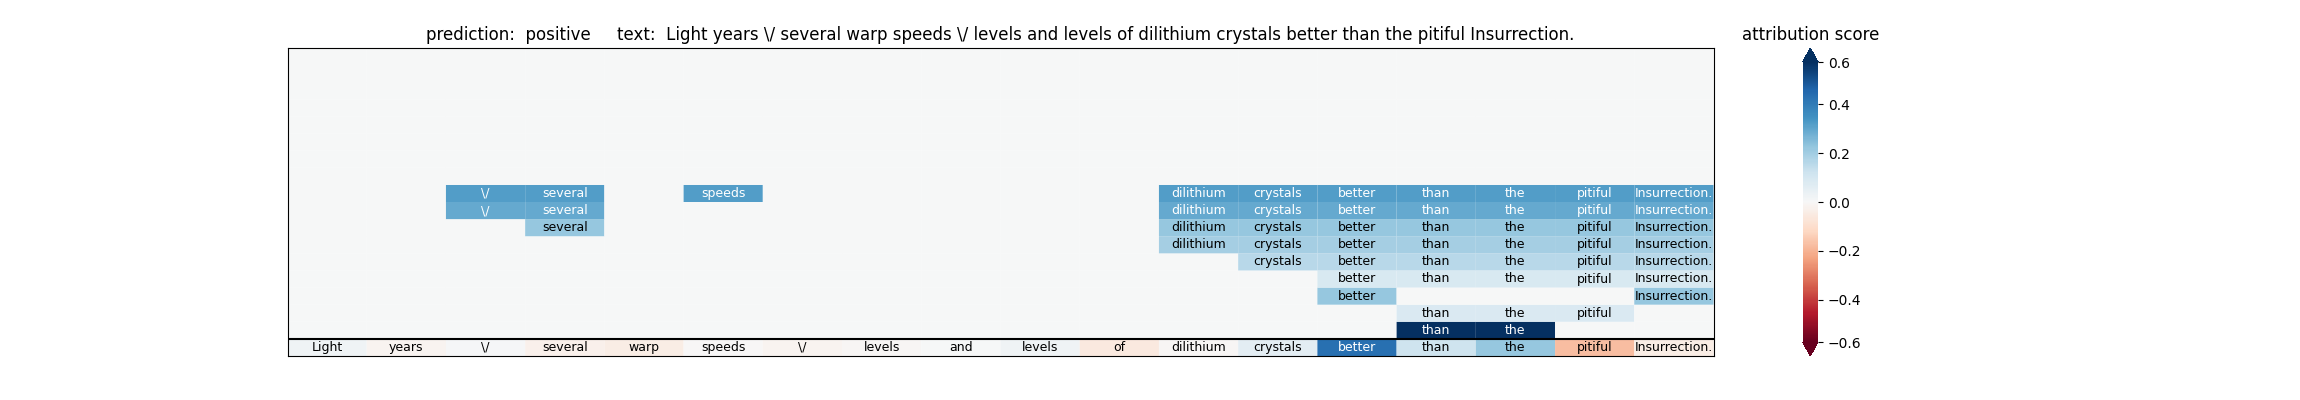 prediction: positive text: Light years \/ several warp speeds \/ levels and levels of dilithium crystals better than the pitiful Insurrection.
attribution score
0.6
0.4
0.2
0.0
−0.2
−0.4
−0.6
\/ several speeds dilithium crystals better than the pitiful Insurrection.
\/ several dilithium crystals better than the pitiful Insurrection.
several dilithium crystals better than the pitiful Insurrection.
dilithium crystals better than the pitiful Insurrection.
crystals better than the pitiful Insurrection.
better than the pitiful Insurrection.
better Insurrection.
than the pitiful
than the
Light years \/ several warp speeds \/ levels and levels of dilithium crystals better than the pitiful Insurrection.